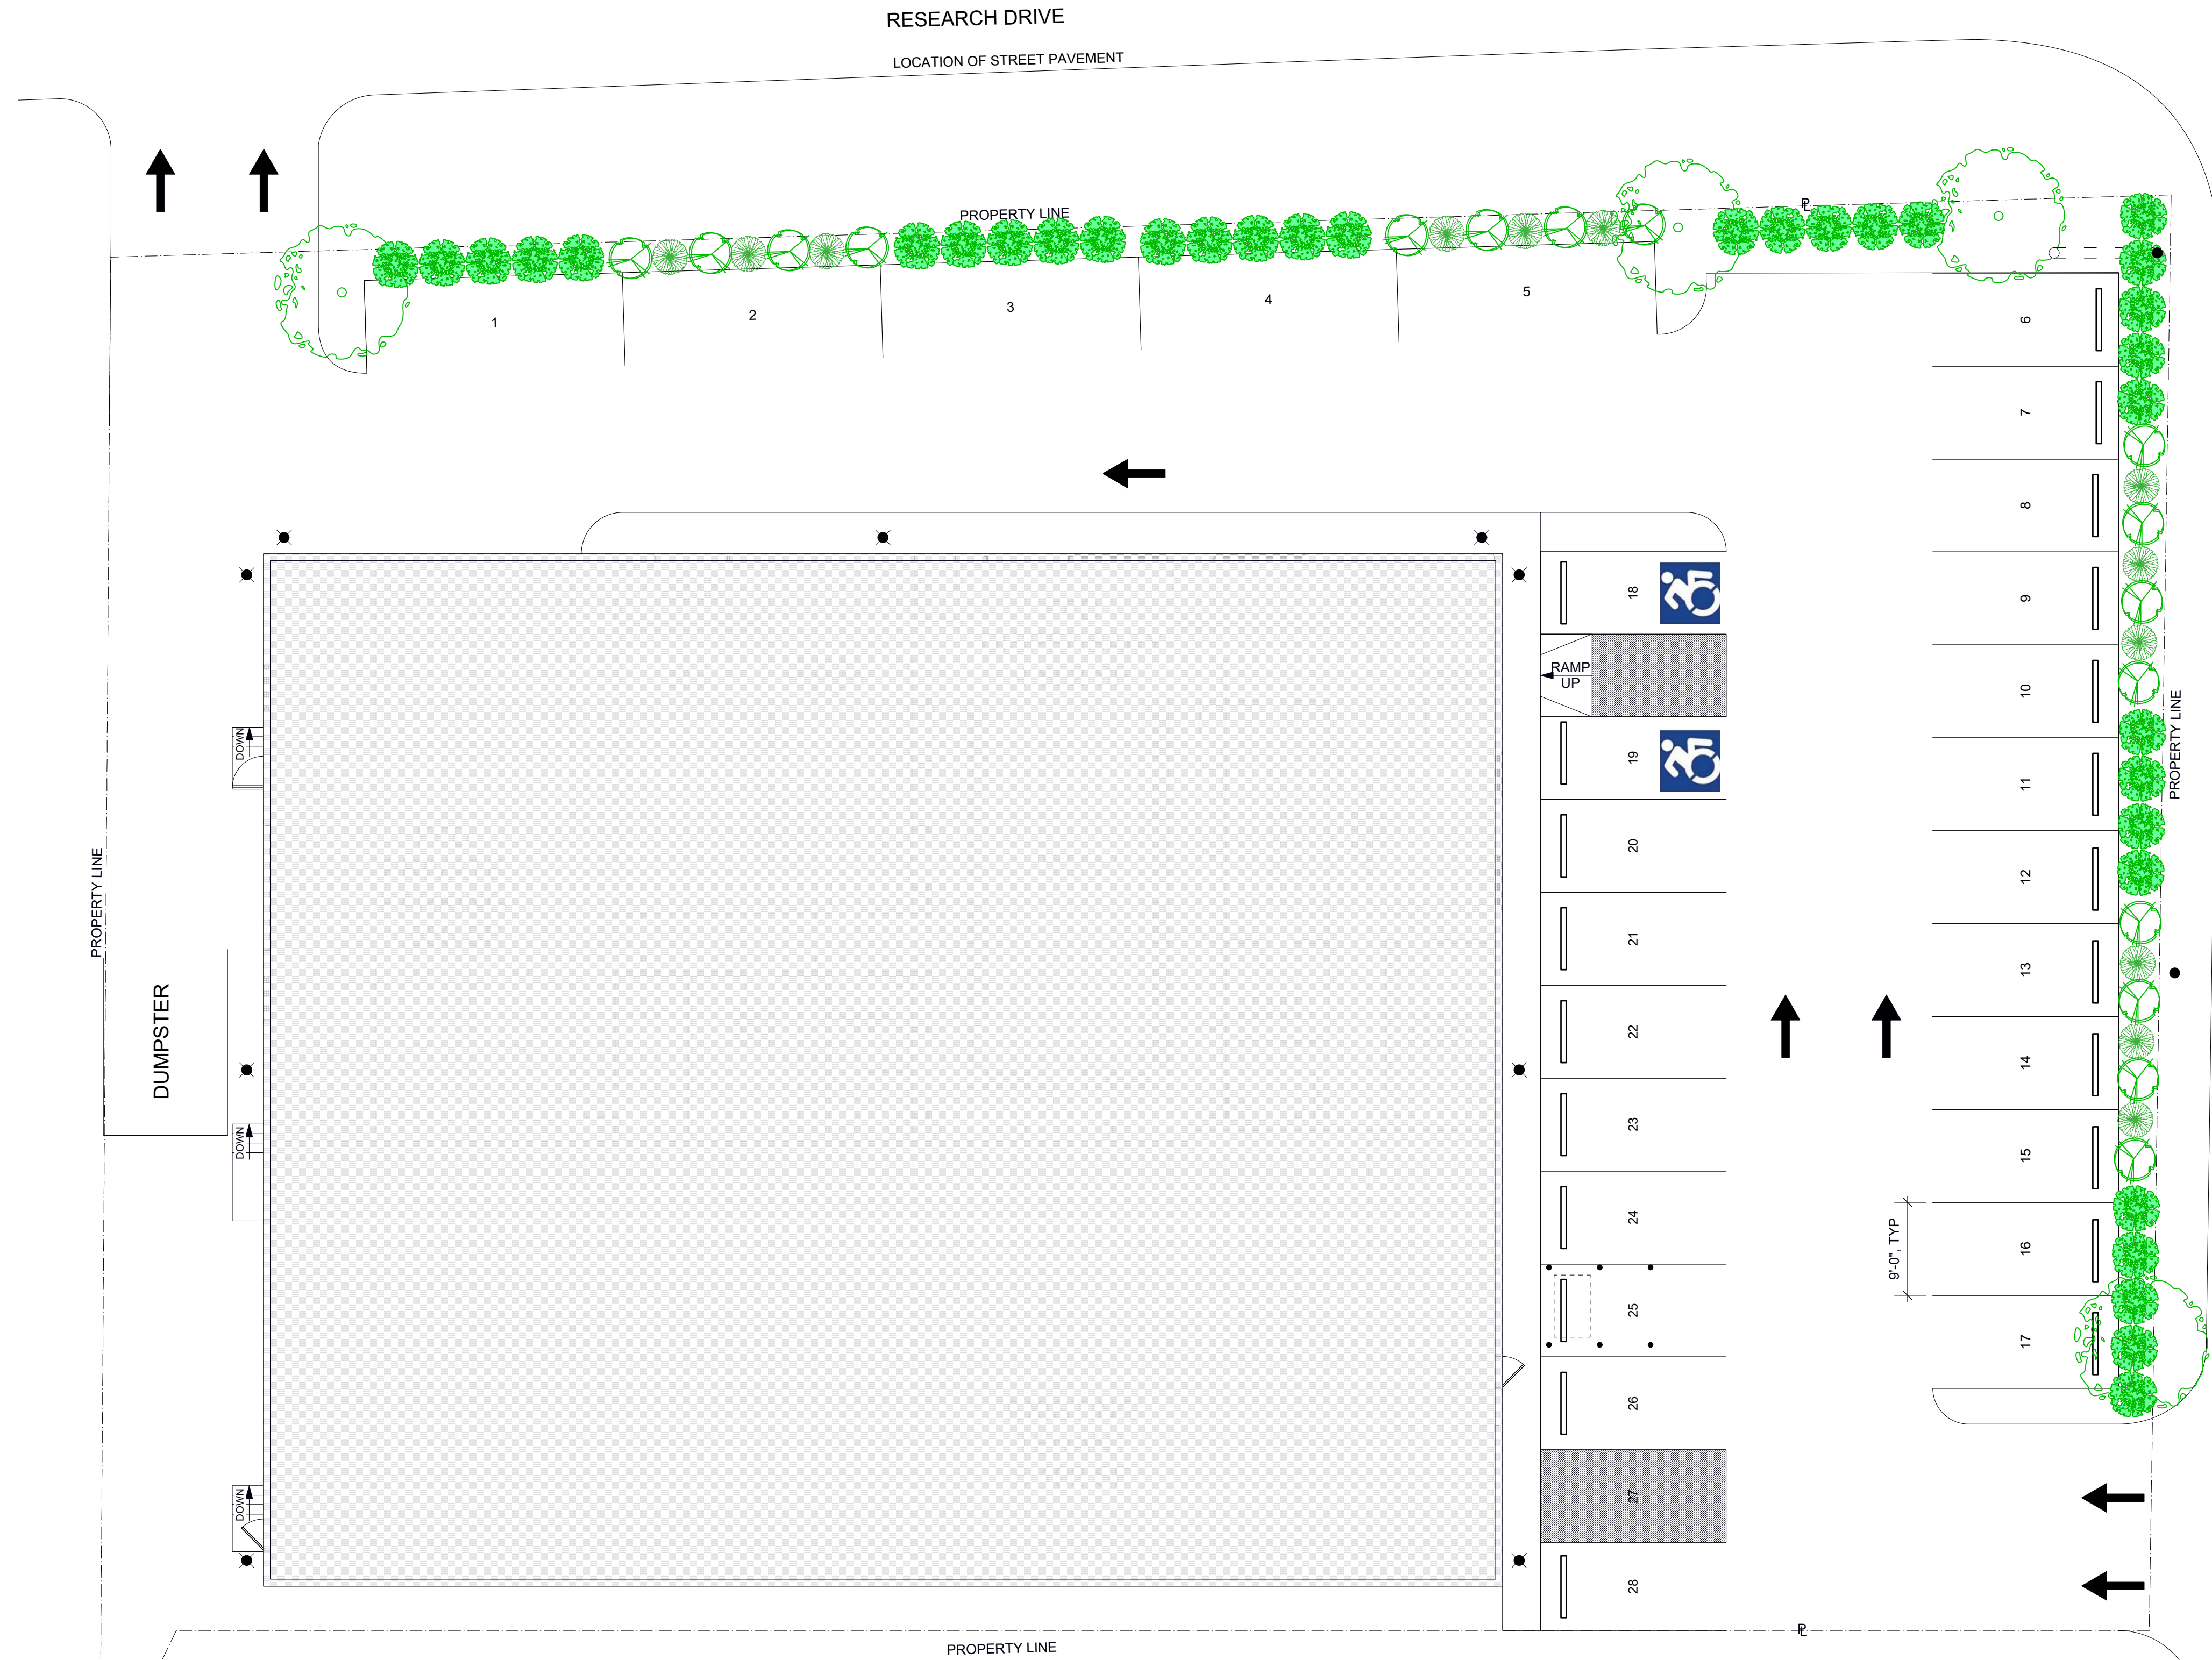 RESEARCH DRIVE
LOCATION OF STREET PAVEMENT
PROPERTY LINE
PL
1
2
3
4
5
6
7
8
9
10
11
12
13
14
15
16
17
9'-0", TYP
PROPERTY LINE
18
RAMP
UP
19
20
21
22
23
24
25
26
27
28
FFD
DISPENSARY
4,852 SF
FFD
PRIVATE
PARKING
1,956 SF
EXISTING
TENANT
5,192 SF
DOWN
DOWN
DOWN
PROPERTY LINE
DUMPSTER
PROPERTY LINE
PL